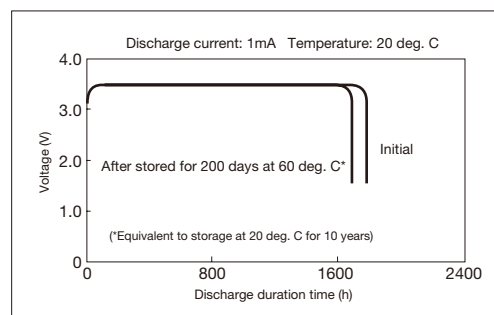 Discharge current: 1mA   Temperature: 20 deg. C
4.0
3.0
2.0
1.0
0
Voltage (V)
Initial
After stored for 200 days at 60 deg. C*
(*Equivalent to storage at 20 deg. C for 10 years)
0 800 1600 2400
Discharge duration time (h)